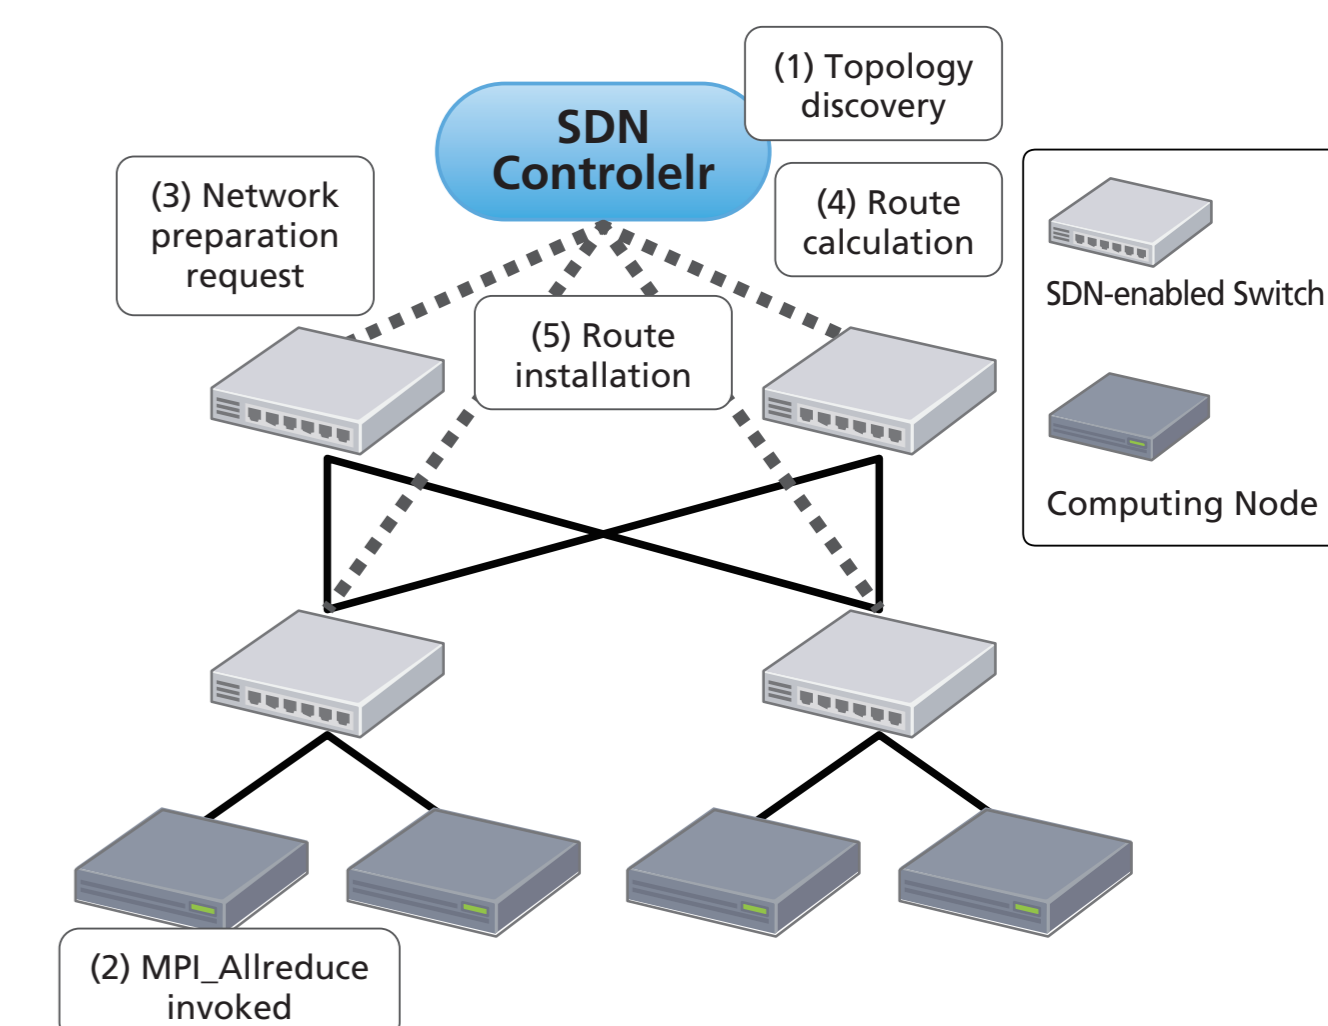 (1) Topology
discovery
SDN
Controlelr
(3) Network
preparation
request
(4) Route
calculation
SDN-enabled Switch
(5) Route
installation
Computing Node
(2) MPI_Allreduce
invoked